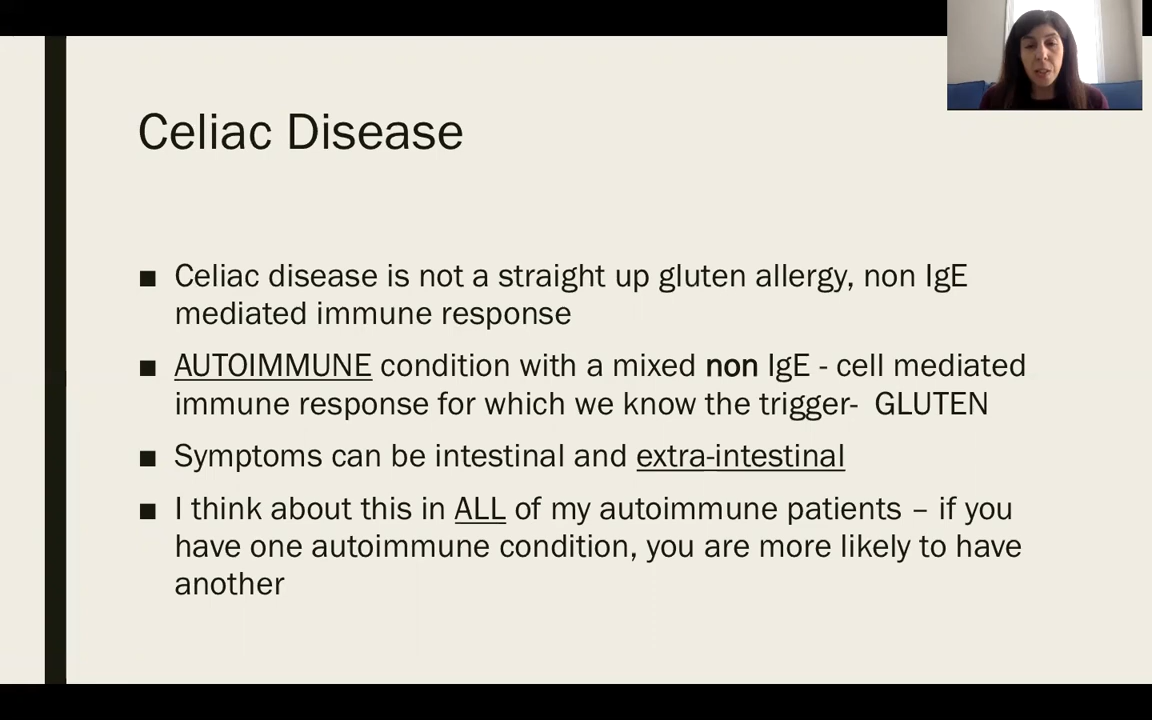 Celiac Disease
■ Celiac disease is not a straight up gluten allergy, non IgE
mediated immune response
■ AUTOIMMUNE condition with a mixed non IgE - cell mediated
immune response for which we know the trigger-  GLUTEN
■ Symptoms can be intestinal and extra-intestinal
■ I think about this in ALL of my autoimmune patients – if you
have one autoimmune condition, you are more likely to have
another